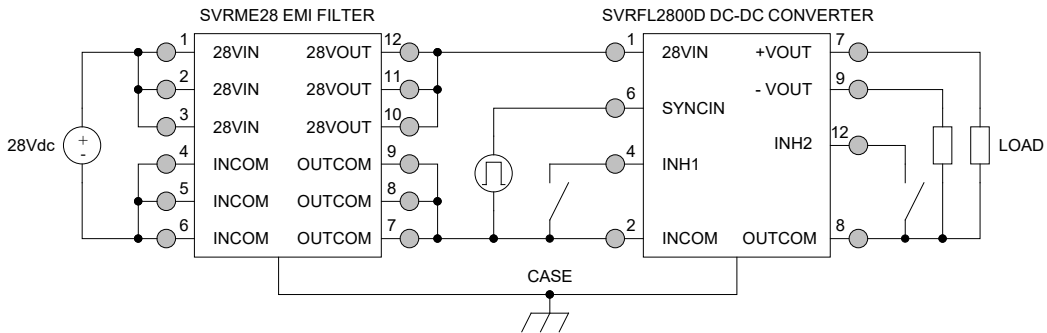 SVRME28 EMI FILTER
SVRFL2800D DC-DC CONVERTER
28Vdc
+
-
1 28VIN 28VOUT 12
2 28VIN 28VOUT 11
3 28VIN 28VOUT 10
4 INCOM OUTCOM 9
5 INCOM OUTCOM 8
6 INCOM OUTCOM 7
1 28VIN +VOUT 7
- VOUT 9
6 SYNCIN
INH2 12
4 INH1
2 INCOM OUTCOM 8
LOAD
CASE